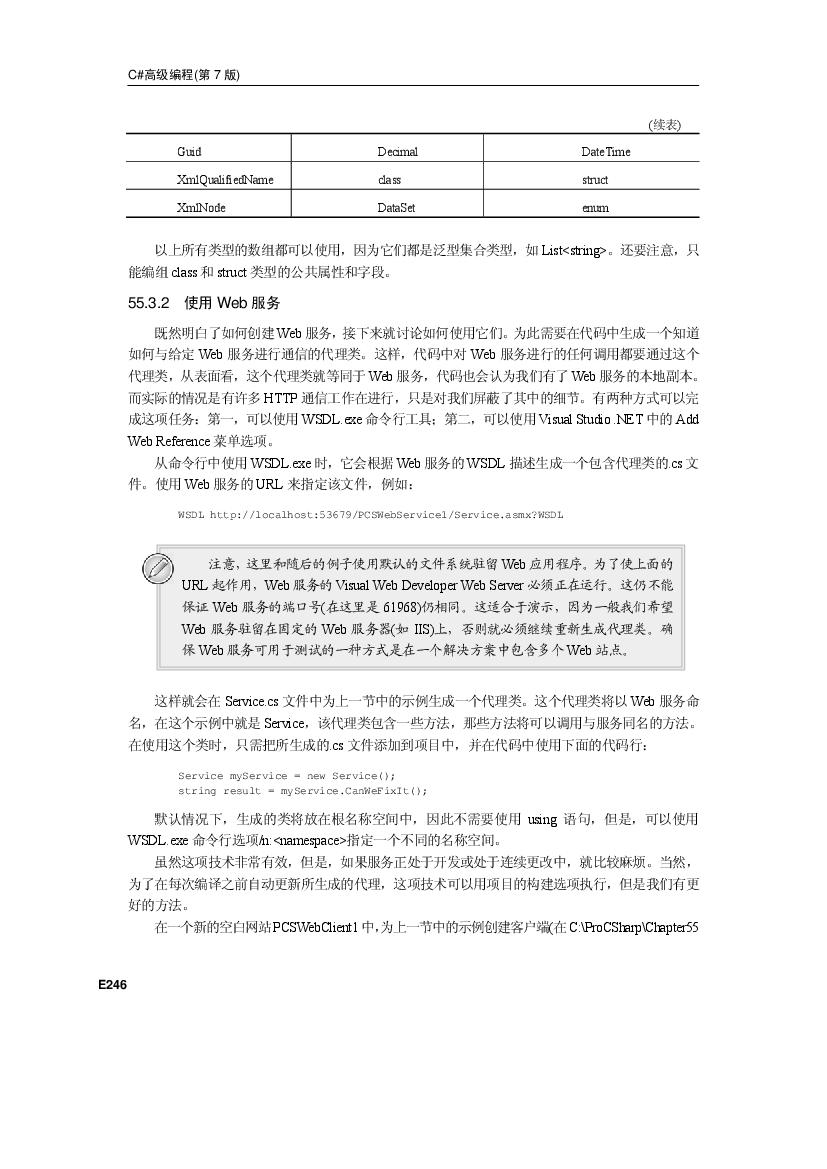 C#高级编程(第 7 版)
(续表)
Guid Decimal DateTime
XmlQualifiedName class struct
XmlNode DataSet enum
以上所有类型的数组都可以使用，因为它们都是泛型集合类型，如 List<string>。还要注意，只
能编组 class 和 struct 类型的公共属性和字段。
55.3.2 使用 Web 服务
既然明白了如何创建 Web 服务，接下来就讨论如何使用它们。为此需要在代码中生成一个知道
如何与给定 Web 服务进行通信的代理类。这样，代码中对 Web 服务进行的任何调用都要通过这个
代理类，从表面看，这个代理类就等同于 Web 服务，代码也会认为我们有了 Web 服务的本地副本。
而实际的情况是有许多 HTTP 通信工作在进行，只是对我们屏蔽了其中的细节。有两种方式可以完
成这项任务：第一，可以使用 WSDL.exe 命令行工具；第二，可以使用 Visual Studio .NET 中的 Add
Web Reference 菜单选项。
从命令行中使用 WSDL.exe 时，它会根据 Web 服务的 WSDL 描述生成一个包含代理类的.cs 文
件。使用 Web 服务的 URL 来指定该文件，例如：
WSDL http://localhost:53679/PCSWebService1/Service.asmx?WSDL
注意，这里和随后的例子使用默认的文件系统驻留 Web 应用程序。为了使上面的
URL 起作用，Web 服务的 Visual Web Developer Web Server 必须正在运行。这仍不能
保证 Web 服务的端口号(在这里是 61968)仍相同。这适合于演示，因为一般我们希望
Web 服务驻留在固定的 Web 服务器(如 IIS)上，否则就必须继续重新生成代理类。确
保 Web 服务可用于测试的一种方式是在一个解决方案中包含多个 Web 站点。
这样就会在 Service.cs 文件中为上一节中的示例生成一个代理类。这个代理类将以 Web 服务命
名，在这个示例中就是 Service，该代理类包含一些方法，那些方法将可以调用与服务同名的方法。
在使用这个类时，只需把所生成的.cs 文件添加到项目中，并在代码中使用下面的代码行：
Service myService = new Service();
string result = myService.CanWeFixIt();
默认情况下，生成的类将放在根名称空间中，因此不需要使用 using 语句，但是，可以使用
WSDL.exe 命令行选项/n:<namespace>指定一个不同的名称空间。
虽然这项技术非常有效，但是，如果服务正处于开发或处于连续更改中，就比较麻烦。当然，
为了在每次编译之前自动更新所生成的代理，这项技术可以用项目的构建选项执行，但是我们有更
好的方法。
在一个新的空白网站 PCSWebClient1 中，为上一节中的示例创建客户端(在 C:\ProCSharp\Chapter55
E246